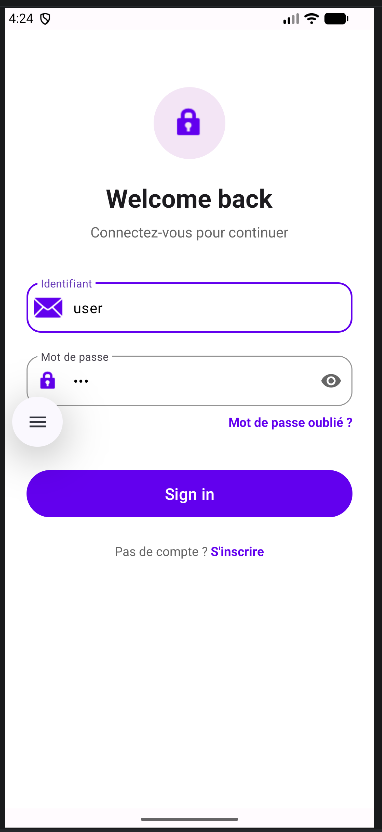 4:24
Welcome back
Connectez-vous pour continuer
Identifiant
user
Mot de passe
•••
Mot de passe oublié ?
Sign in
Pas de compte ? S'inscrire